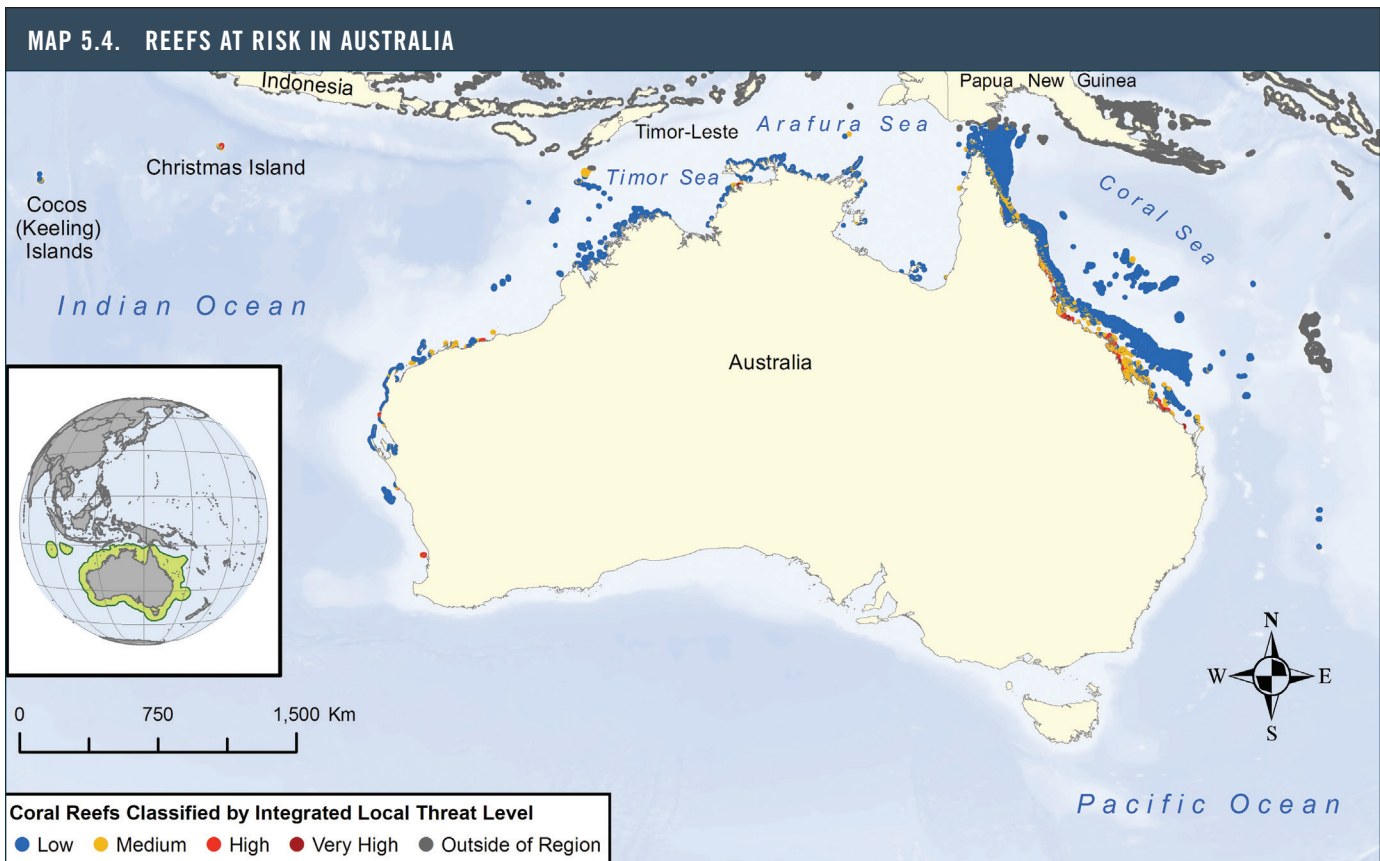 MAP 5.4. REEFS AT RISK IN AUSTRALIA
Indonesia
Papua New Guinea
Timor-Leste
Arafura Sea
Christmas Island
Timor Sea
Coral Sea
Cocos
(Keeling)
Islands
Indian Ocean
Australia
N
W
E
S
0 750 1,500 Km
Pacific Ocean
Coral Reefs Classified by Integrated Local Threat Level
Low Medium High Very High Outside of Region